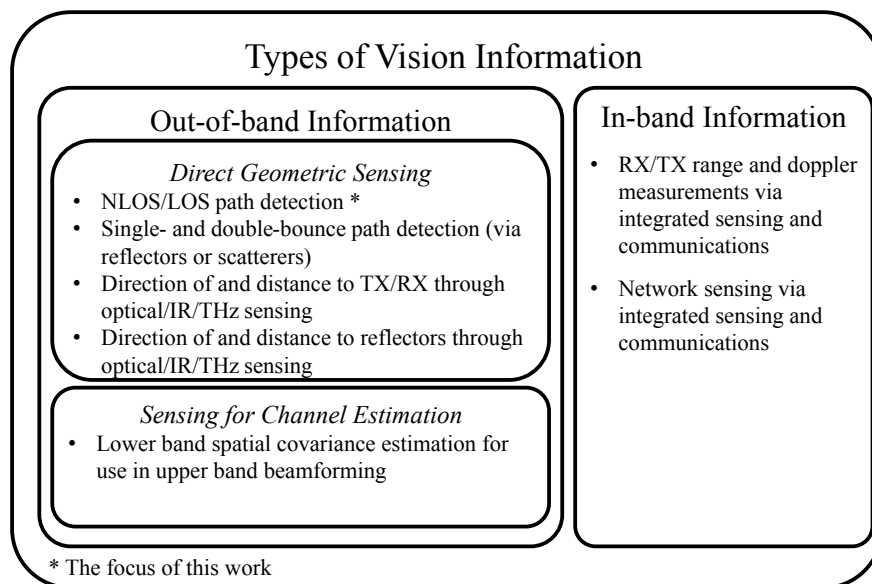 Types of Vision Information
Out-of-band Information
Direct Geometric Sensing
• NLOS/LOS path detection *
• Single- and double-bounce path detection (via
reflectors or scatterers)
• Direction of and distance to TX/RX through
optical/IR/THz sensing
• Direction of and distance to reflectors through
optical/IR/THz sensing
Sensing for Channel Estimation
• Lower band spatial covariance estimation for
use in upper band beamforming
In-band Information
• RX/TX range and doppler
measurements via
integrated sensing and
communications
• Network sensing via
integrated sensing and
communications
* The focus of this work